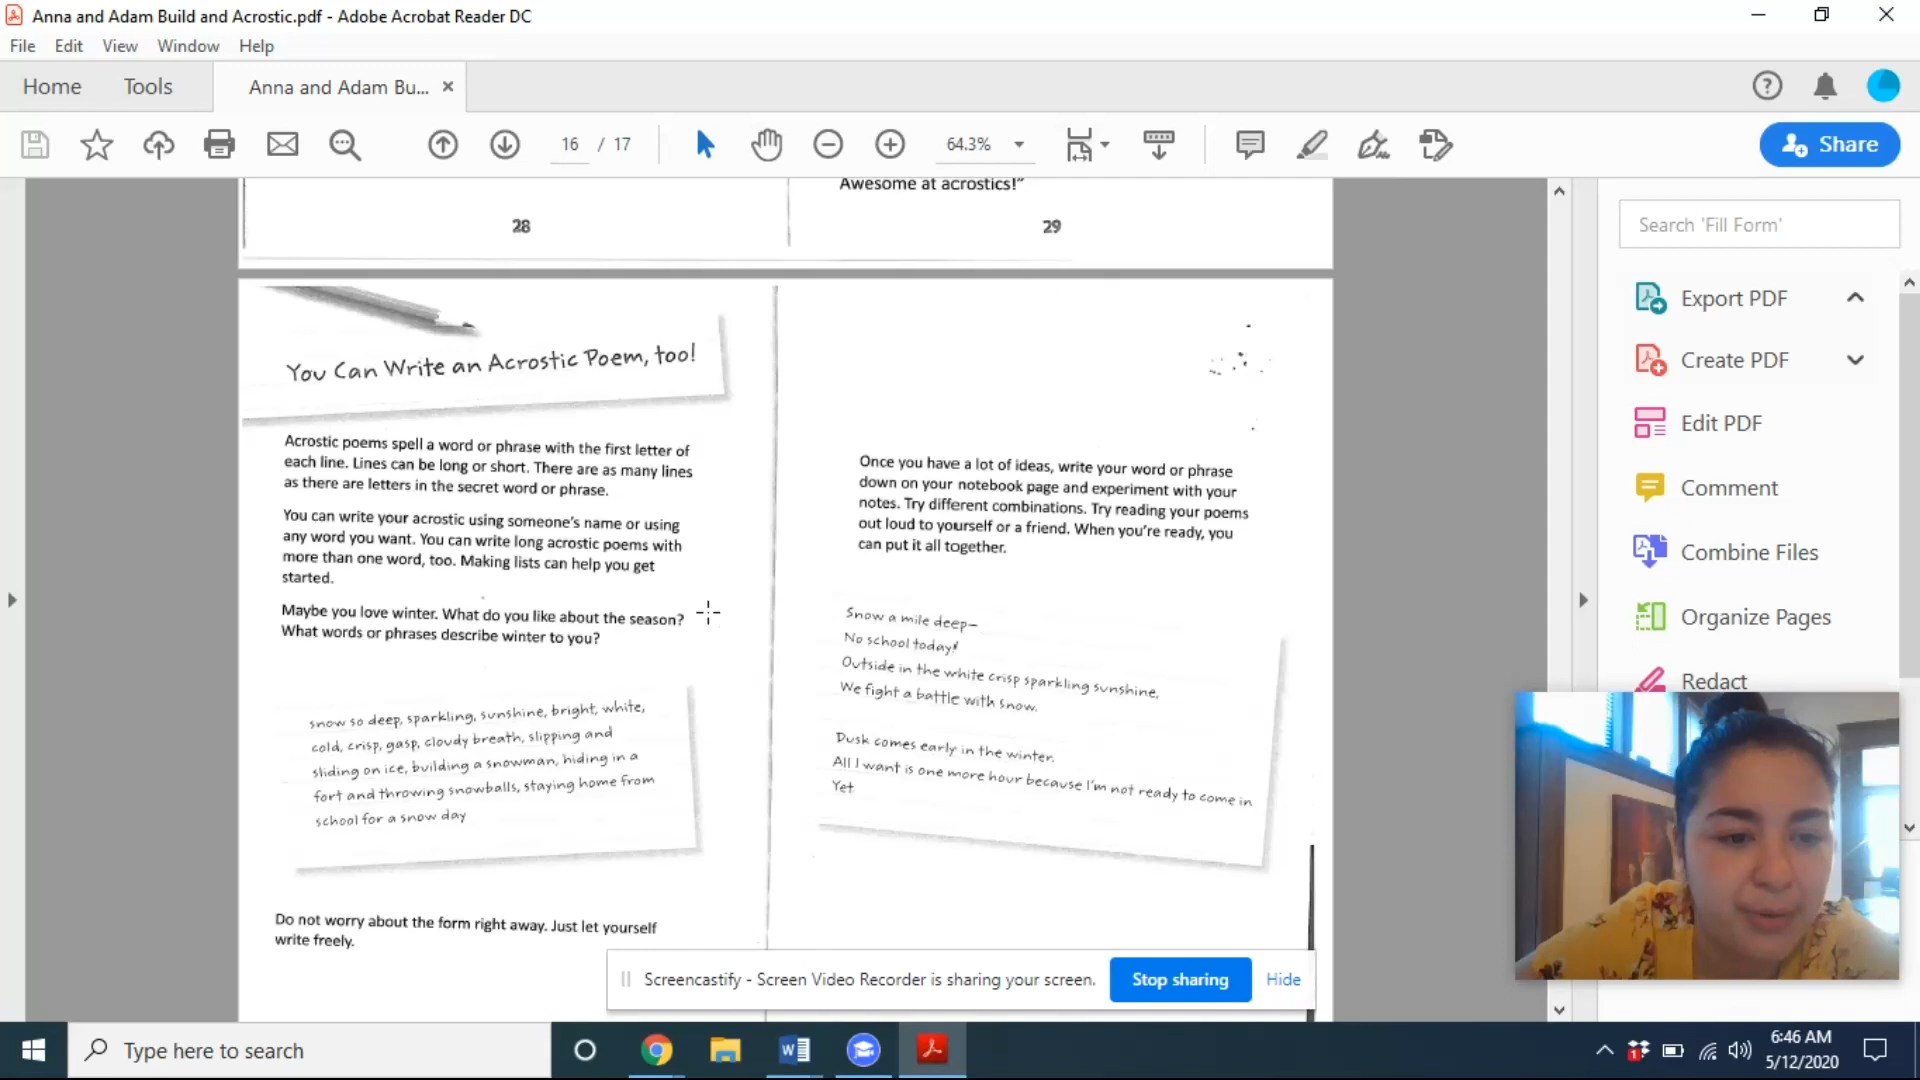 Anna and Adam Build and Acrostic.pdf - Adobe Acrobat Reader DC
File Edit View Window Help
Home Tools Anna and Adam Bu... ×
16 / 17 64.3% Share
Awesome at acrostics!"
28 29
You Can Write an Acrostic Poem, too!
Acrostic poems spell a word or phrase with the first letter of
each line. Lines can be long or short. There are as many lines
as there are letters in the secret word or phrase.
You can write your acrostic using someone's name or using
any word you want. You can write long acrostic poems with
more than one word, too. Making lists can help you get
started.
Maybe you love winter. What do you like about the season?
What words or phrases describe winter to you?
snow so deep, sparkling, sunshine, bright, white,
cold, crisp, gasp, cloudy breath, slipping and
sliding on ice, building a snowman, hiding in a
fort and throwing snowballs, staying home from
school for a snow day
Do not worry about the form right away. Just let yourself
write freely.
Once you have a lot of ideas, write your word or phrase
down on your notebook page and experiment with your
notes. Try different combinations. Try reading your poems
out loud to yourself or a friend. When you're ready, you
can put it all together.
Snow a mile deep—
No school today!
Outside in the white crisp sparkling sunshine,
We fight a battle with snow.
Dusk comes early in the winter.
All I want is one more hour because I'm not ready to come in
Yet
Search 'Fill Form'
Export PDF
Create PDF
Edit PDF
Comment
Combine Files
Organize Pages
Redact
Screencastify - Screen Video Recorder is sharing your screen. Stop sharing Hide
Type here to search
6:46 AM
5/12/2020